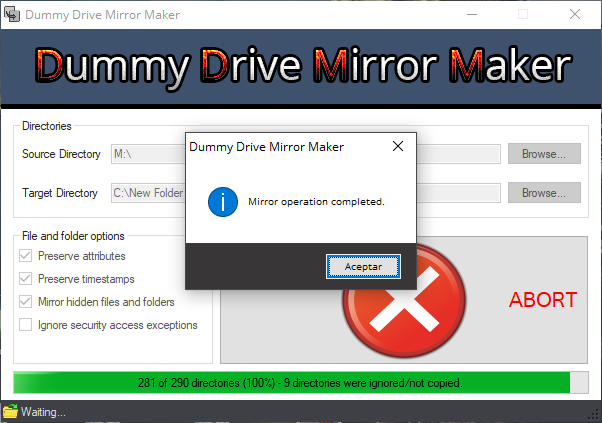 Dummy Drive Mirror Maker
Dummy Drive Mirror Maker
Directories
Source Directory
M:\
Browse...
Target Directory
C:\New Folder
Browse...
Dummy Drive Mirror Maker
Mirror operation completed.
Aceptar
File and folder options
Preserve attributes
Preserve timestamps
Mirror hidden files and folders
Ignore security access exceptions
ABORT
281 of 290 directories (100%) - 9 directories were ignored/not copied.
Waiting...